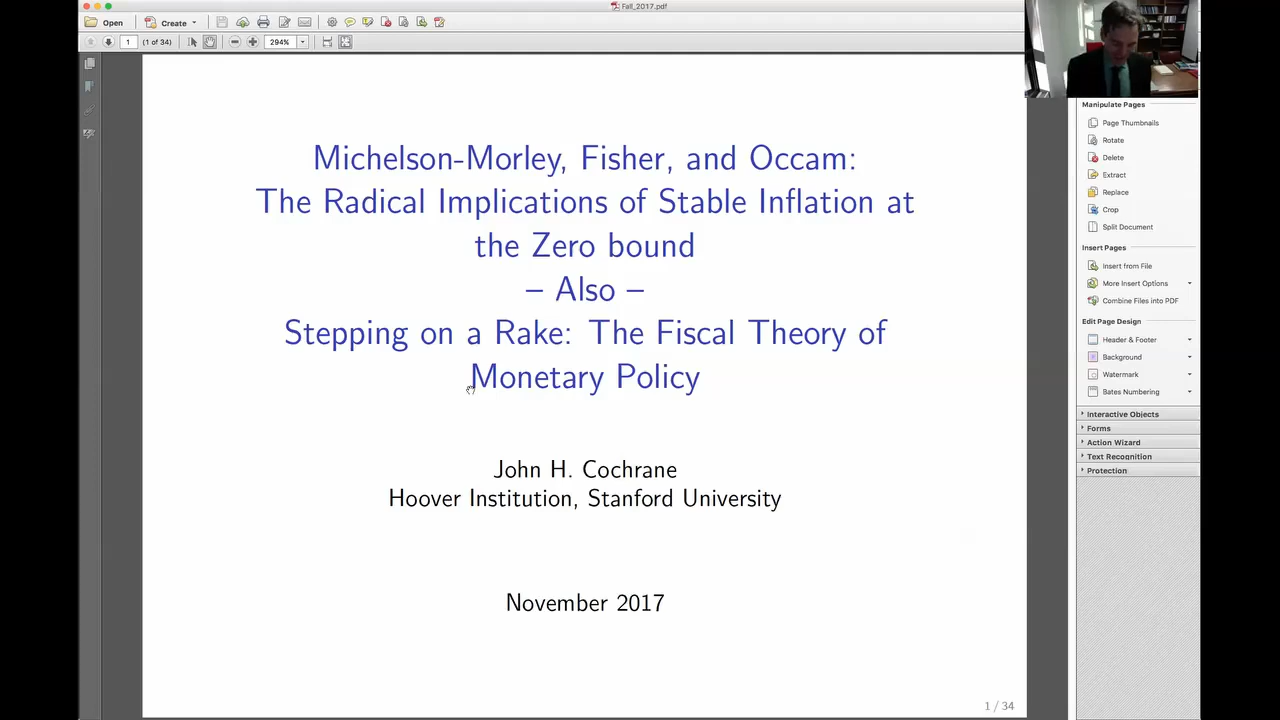 Fall_2017.pdf
Open
Create
1
(1 of 34)
294%
Michelson-Morley, Fisher, and Occam:
The Radical Implications of Stable Inflation at
the Zero bound
– Also –
Stepping on a Rake: The Fiscal Theory of
Monetary Policy
John H. Cochrane
Hoover Institution, Stanford University
November 2017
1 / 34
Manipulate Pages
Page Thumbnails
Rotate
Delete
Extract
Replace
Crop
Split Document
Insert Pages
Insert from File
More Insert Options
Combine Files into PDF
Edit Page Design
Header & Footer
Background
Watermark
Bates Numbering
Interactive Objects
Forms
Action Wizard
Text Recognition
Protection